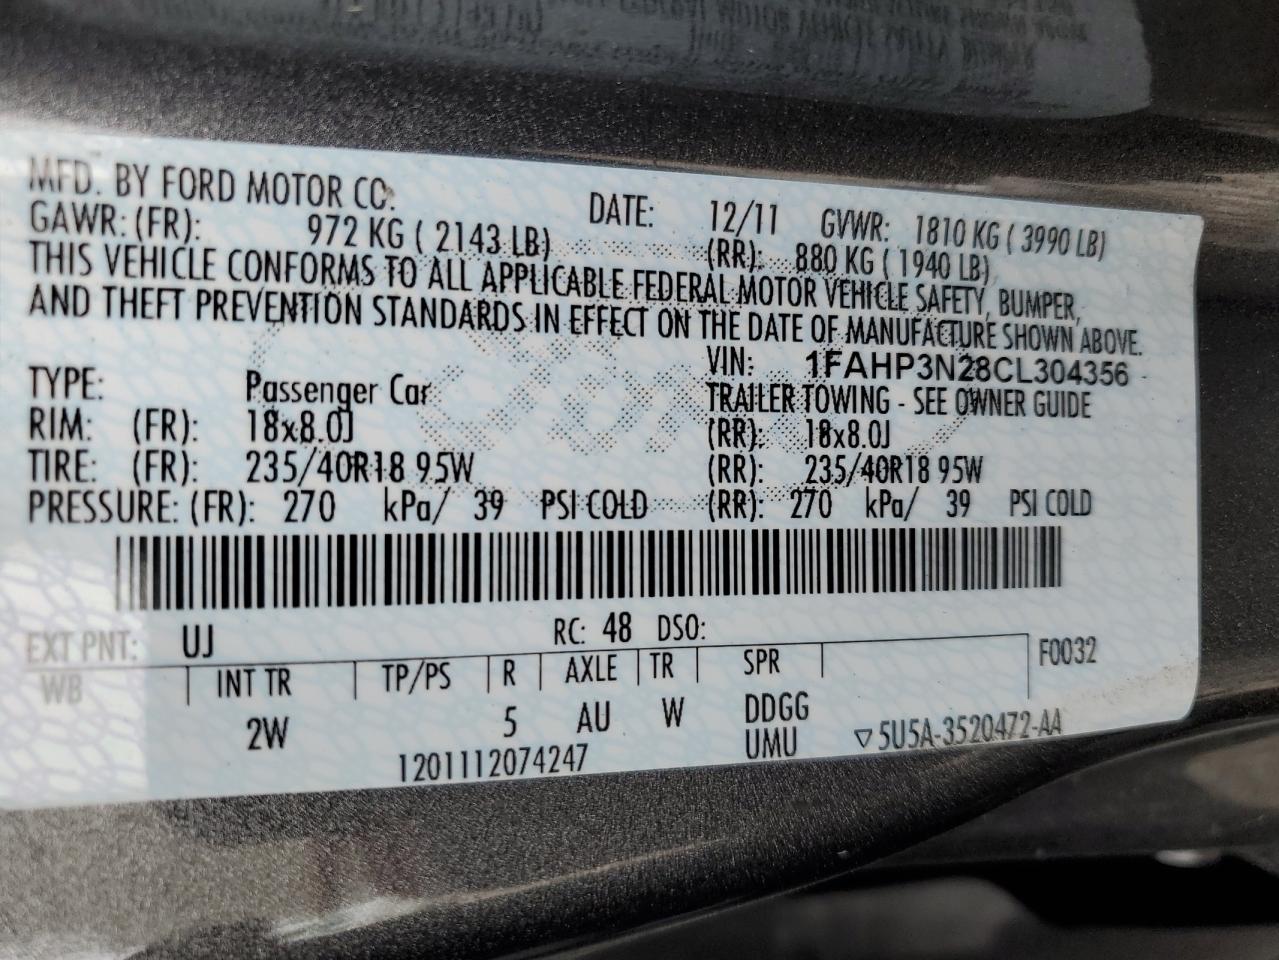 MFD. BY FORD MOTOR CO.
DATE: 12/11 GVWR: 1810 KG ( 3990 LB)
GAWR: (FR): 972 KG ( 2143 LB) (RR): 880 KG ( 1940 LB)
THIS VEHICLE CONFORMS TO ALL APPLICABLE FEDERAL MOTOR VEHICLE SAFETY, BUMPER,
AND THEFT PREVENTION STANDARDS IN EFFECT ON THE DATE OF MANUFACTURE SHOWN ABOVE.
VIN: 1FAHP3N28CL304356
TYPE: Passenger Car TRAILER TOWING - SEE OWNER GUIDE
RIM: (FR): 18x8.0J (RR): 18x8.0J
TIRE: (FR): 235/40R18 95W (RR): 235/40R18 95W
PRESSURE: (FR): 270 kPa/ 39 PSI COLD (RR): 270 kPa/ 39 PSI COLD
EXT PNT: UJ RC: 48 DSO:
F0032
WB INT TR TP/PS R AXLE TR SPR
2W 5 AU W DDGG
UMU ▽5U5A-3520472-AA
1201112074247